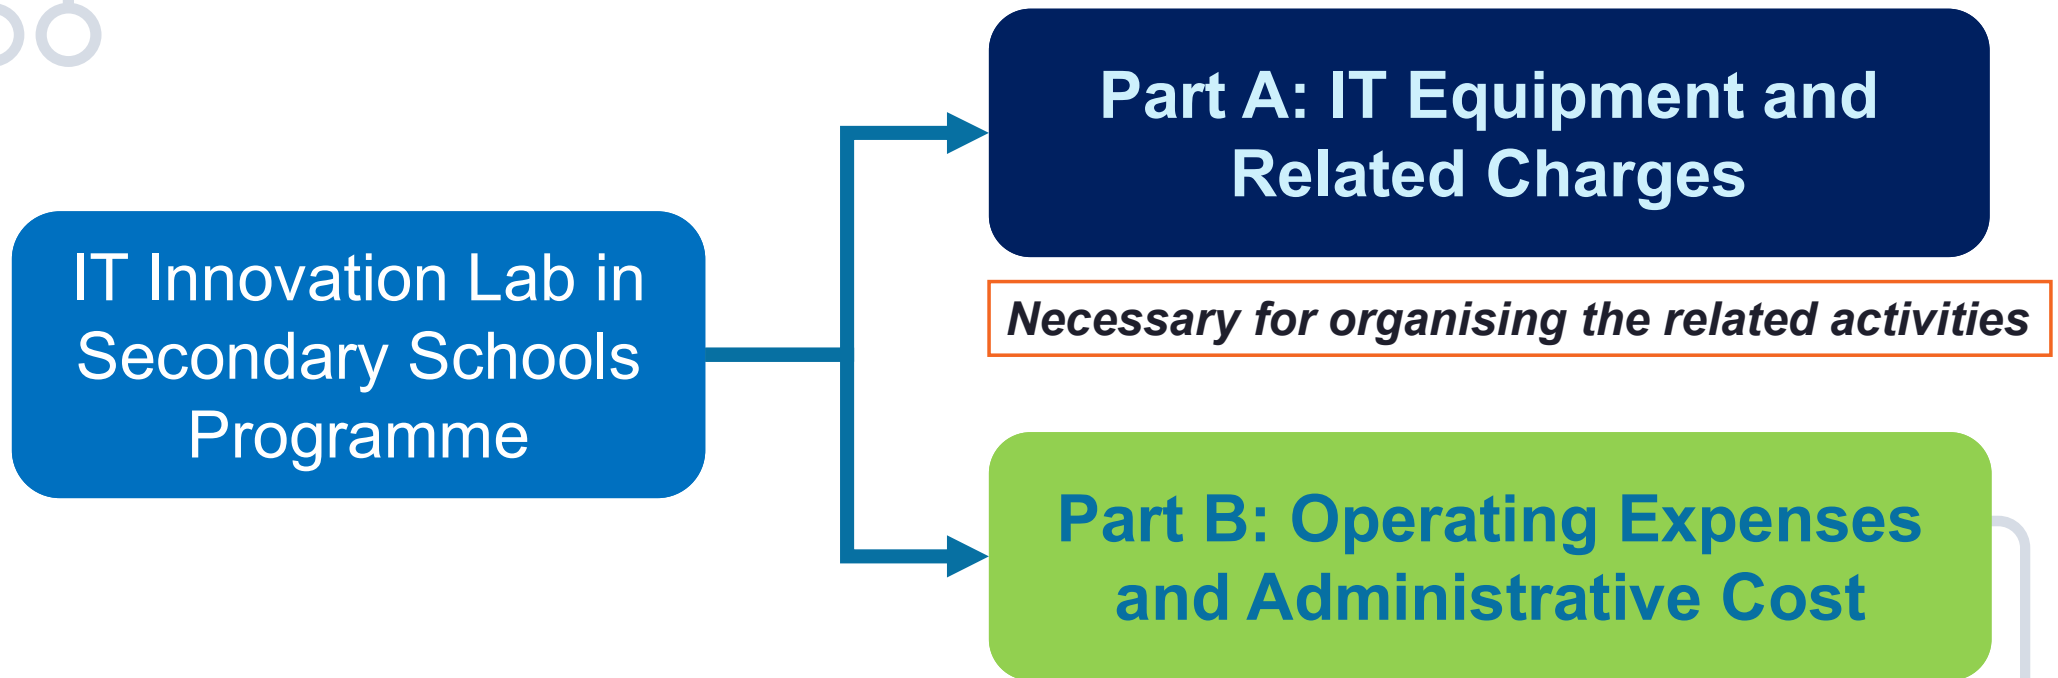 IT Innovation Lab in
Secondary Schools
Programme
Part A: IT Equipment and
Related Charges
Necessary for organising the related activities
Part B: Operating Expenses
and Administrative Cost